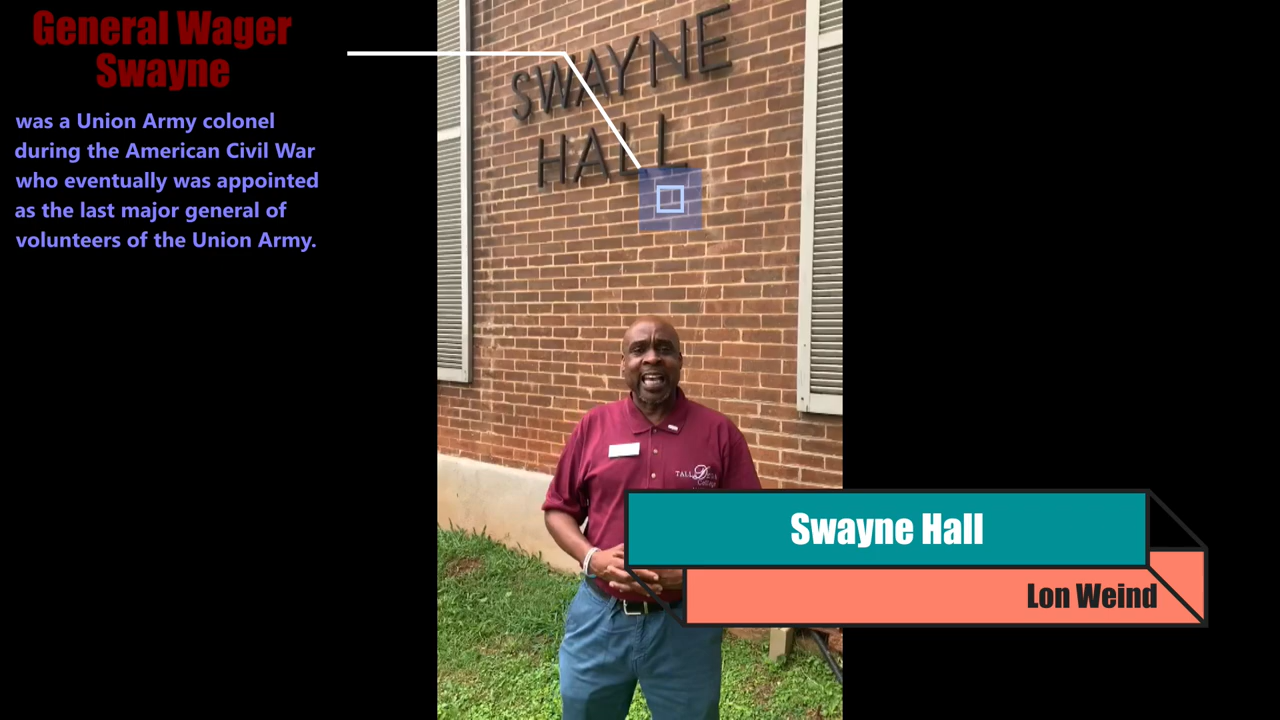 General Wager
Swayne
was a Union Army colonel
during the American Civil War
who eventually was appointed
as the last major general of
volunteers of the Union Army.
SWAYNE
HALL
Swayne Hall
Lon Weind